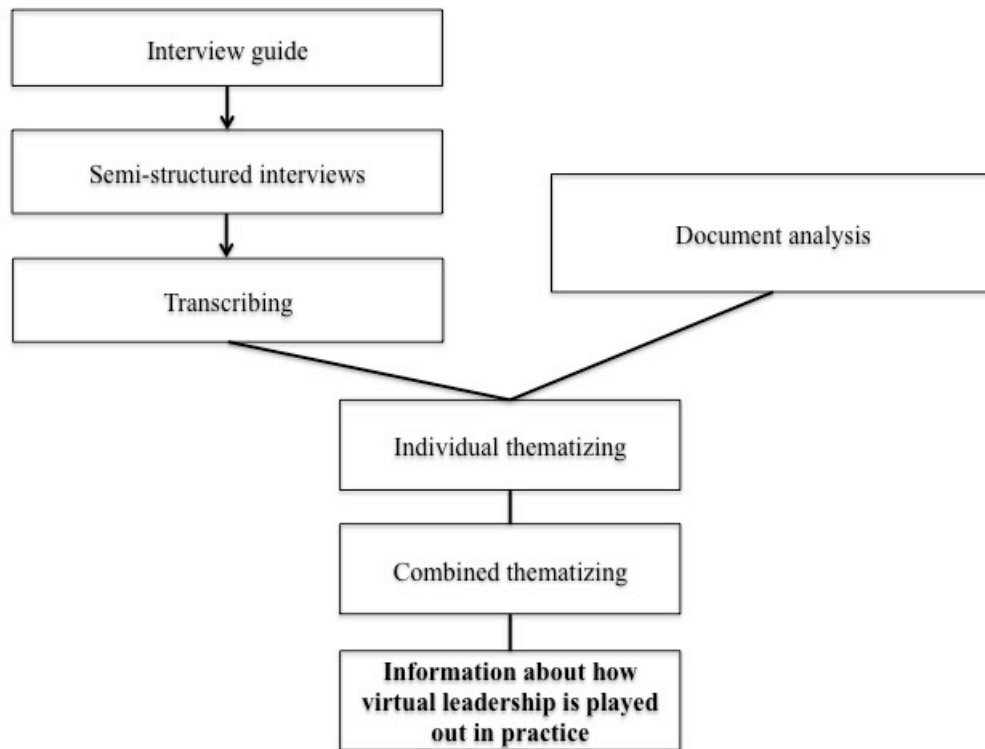 Interview guide
Semi-structured interviews
Document analysis
Transcribing
Individual thematizing
Combined thematizing
Information about how
virtual leadership is played
out in practice